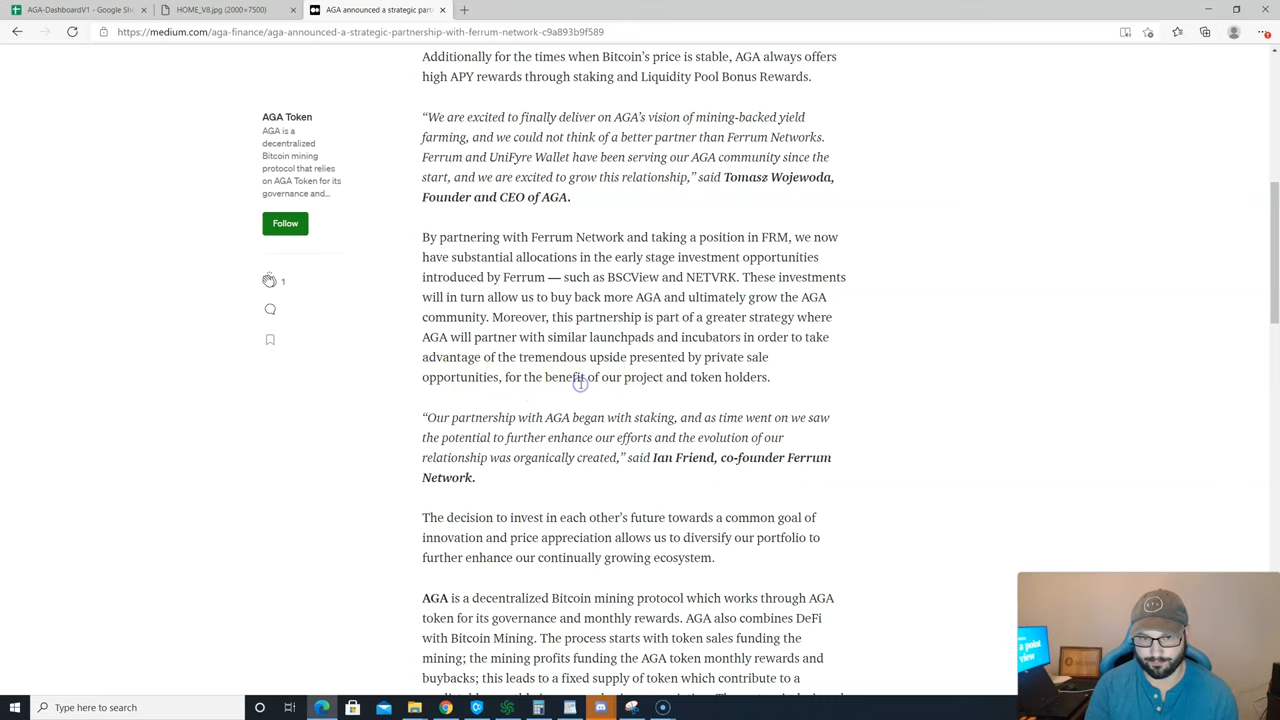 AGA-DashboardV1 - Google Sli
HOME_V8.jpg (2000×7500)
AGA announced a strategic part
https://medium.com/aga-finance/aga-announced-a-strategic-partnership-with-ferrum-network-c9a893b9f589
Additionally for the times when Bitcoin's price is stable, AGA always offers
high APY rewards through staking and Liquidity Pool Bonus Rewards.
AGA Token
AGA is a
decentralized
Bitcoin mining
protocol that relies
on AGA Token for its
governance and…
Follow
1
“We are excited to finally deliver on AGA’s vision of mining-backed yield
farming, and we could not think of a better partner than Ferrum Networks.
Ferrum and UniFyre Wallet have been serving our AGA community since the
start, and we are excited to grow this relationship,” said Tomasz Wojewoda,
Founder and CEO of AGA.
By partnering with Ferrum Network and taking a position in FRM, we now
have substantial allocations in the early stage investment opportunities
introduced by Ferrum — such as BSCView and NETVRK. These investments
will in turn allow us to buy back more AGA and ultimately grow the AGA
community. Moreover, this partnership is part of a greater strategy where
AGA will partner with similar launchpads and incubators in order to take
advantage of the tremendous upside presented by private sale
opportunities, for the benefit of our project and token holders.
“Our partnership with AGA began with staking, and as time went on we saw
the potential to further enhance our efforts and the evolution of our
relationship was organically created,” said Ian Friend, co-founder Ferrum
Network.
The decision to invest in each other’s future towards a common goal of
innovation and price appreciation allows us to diversify our portfolio to
further enhance our continually growing ecosystem.
AGA is a decentralized Bitcoin mining protocol which works through AGA
token for its governance and monthly rewards. AGA also combines DeFi
with Bitcoin Mining. The process starts with token sales funding the
mining; the mining profits funding the AGA token monthly rewards and
buybacks; this leads to a fixed supply of token which contribute to a
a point
view
Type here to search